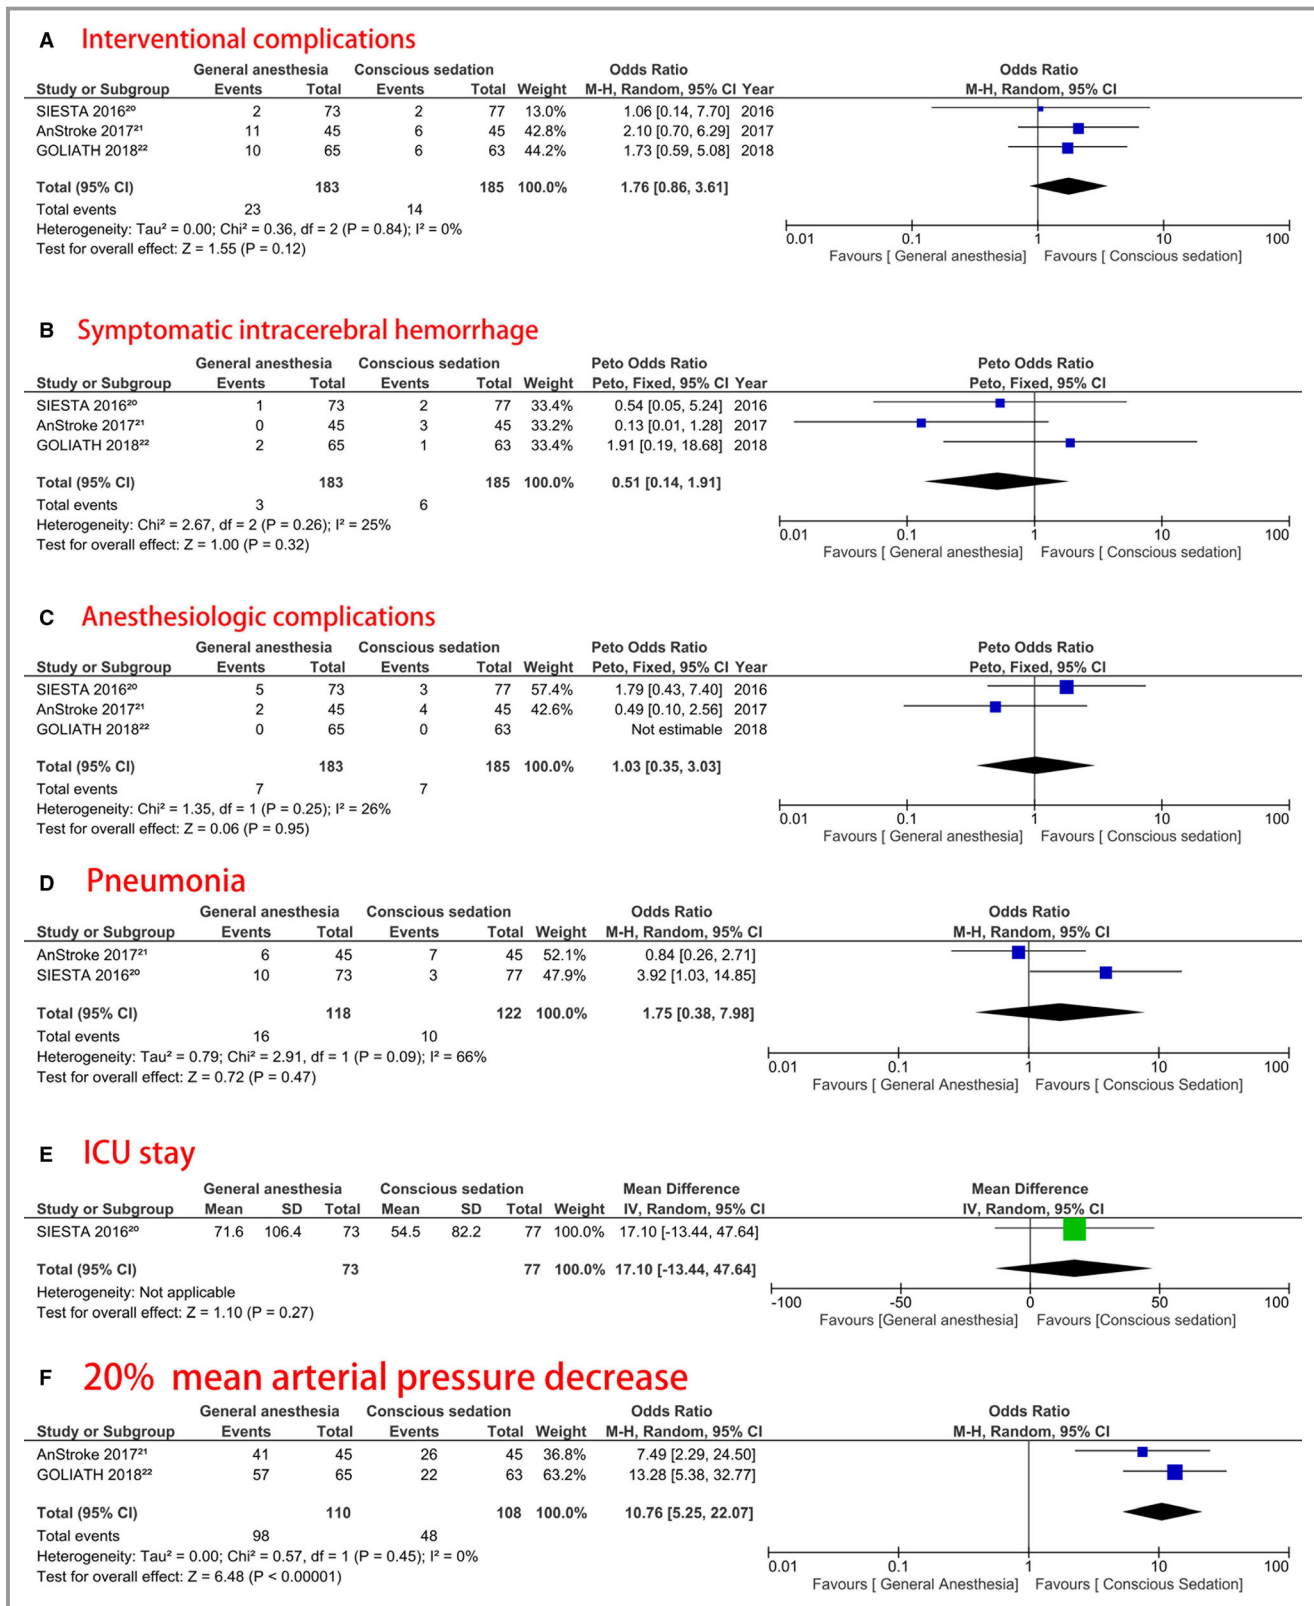 A Interventional complications
General anesthesia Conscious sedation Odds Ratio Odds Ratio
Study or Subgroup Events Total Events Total Weight M-H, Random, 95% CI Year M-H, Random, 95% CI
SIESTA 2016²⁰ 2 73 2 77 13.0% 1.06 [0.14, 7.70] 2016
AnStroke 2017²¹ 11 45 6 45 42.8% 2.10 [0.70, 6.29] 2017
GOLIATH 2018²² 10 65 6 63 44.2% 1.73 [0.59, 5.08] 2018
Total (95% CI) 183 185 100.0% 1.76 [0.86, 3.61]
Total events 23 14
Heterogeneity: Tau² = 0.00; Chi² = 0.36, df = 2 (P = 0.84); I² = 0%
Test for overall effect: Z = 1.55 (P = 0.12)
0.01 0.1 1 10 100
Favours [ General anesthesia] Favours [ Conscious sedation]
B Symptomatic intracerebral hemorrhage
General anesthesia Conscious sedation Peto Odds Ratio Peto Odds Ratio
Study or Subgroup Events Total Events Total Weight Peto, Fixed, 95% CI Year Peto, Fixed, 95% CI
SIESTA 2016²⁰ 1 73 2 77 33.4% 0.54 [0.05, 5.24] 2016
AnStroke 2017²¹ 0 45 3 45 33.2% 0.13 [0.01, 1.28] 2017
GOLIATH 2018²² 2 65 1 63 33.4% 1.91 [0.19, 18.68] 2018
Total (95% CI) 183 185 100.0% 0.51 [0.14, 1.91]
Total events 3 6
Heterogeneity: Chi² = 2.67, df = 2 (P = 0.26); I² = 25%
Test for overall effect: Z = 1.00 (P = 0.32)
0.01 0.1 1 10 100
Favours [ General anesthesia] Favours [ Conscious sedation]
C Anesthesiologic complications
General anesthesia Conscious sedation Peto Odds Ratio Peto Odds Ratio
Study or Subgroup Events Total Events Total Weight Peto, Fixed, 95% CI Year Peto, Fixed, 95% CI
SIESTA 2016²⁰ 5 73 3 77 57.4% 1.79 [0.43, 7.40] 2016
AnStroke 2017²¹ 2 45 4 45 42.6% 0.49 [0.10, 2.56] 2017
GOLIATH 2018²² 0 65 0 63 Not estimable 2018
Total (95% CI) 183 185 100.0% 1.03 [0.35, 3.03]
Total events 7 7
Heterogeneity: Chi² = 1.35, df = 1 (P = 0.25); I² = 26%
Test for overall effect: Z = 0.06 (P = 0.95)
0.01 0.1 1 10 100
Favours [ General anesthesia] Favours [ Conscious sedation]
D Pneumonia
General anesthesia Conscious sedation Odds Ratio Odds Ratio
Study or Subgroup Events Total Events Total Weight M-H, Random, 95% CI M-H, Random, 95% CI
AnStroke 2017²¹ 6 45 7 45 52.1% 0.84 [0.26, 2.71]
SIESTA 2016²⁰ 10 73 3 77 47.9% 3.92 [1.03, 14.85]
Total (95% CI) 118 122 100.0% 1.75 [0.38, 7.98]
Total events 16 10
Heterogeneity: Tau² = 0.79; Chi² = 2.91, df = 1 (P = 0.09); I² = 66%
Test for overall effect: Z = 0.72 (P = 0.47)
0.01 0.1 1 10 100
Favours [ General Anesthesia] Favours [ Conscious Sedation]
E ICU stay
General anesthesia Conscious sedation Mean Difference Mean Difference
Study or Subgroup Mean SD Total Mean SD Total Weight IV, Random, 95% CI IV, Random, 95% CI
SIESTA 2016²⁰ 71.6 106.4 73 54.5 82.2 77 100.0% 17.10 [-13.44, 47.64]
Total (95% CI) 73 77 100.0% 17.10 [-13.44, 47.64]
Heterogeneity: Not applicable
Test for overall effect: Z = 1.10 (P = 0.27)
-100 -50 0 50 100
Favours [General anesthesia] Favours [Conscious sedation]
F 20% mean arterial pressure decrease
General anesthesia Conscious sedation Odds Ratio Odds Ratio
Study or Subgroup Events Total Events Total Weight M-H, Random, 95% CI M-H, Random, 95% CI
AnStroke 2017²¹ 41 45 26 45 36.8% 7.49 [2.29, 24.50]
GOLIATH 2018²² 57 65 22 63 63.2% 13.28 [5.38, 32.77]
Total (95% CI) 110 108 100.0% 10.76 [5.25, 22.07]
Total events 98 48
Heterogeneity: Tau² = 0.00; Chi² = 0.57, df = 1 (P = 0.45); I² = 0%
Test for overall effect: Z = 6.48 (P < 0.00001)
0.01 0.1 1 10 100
Favours [ General Anesthesia] Favours [ Conscious Sedation]